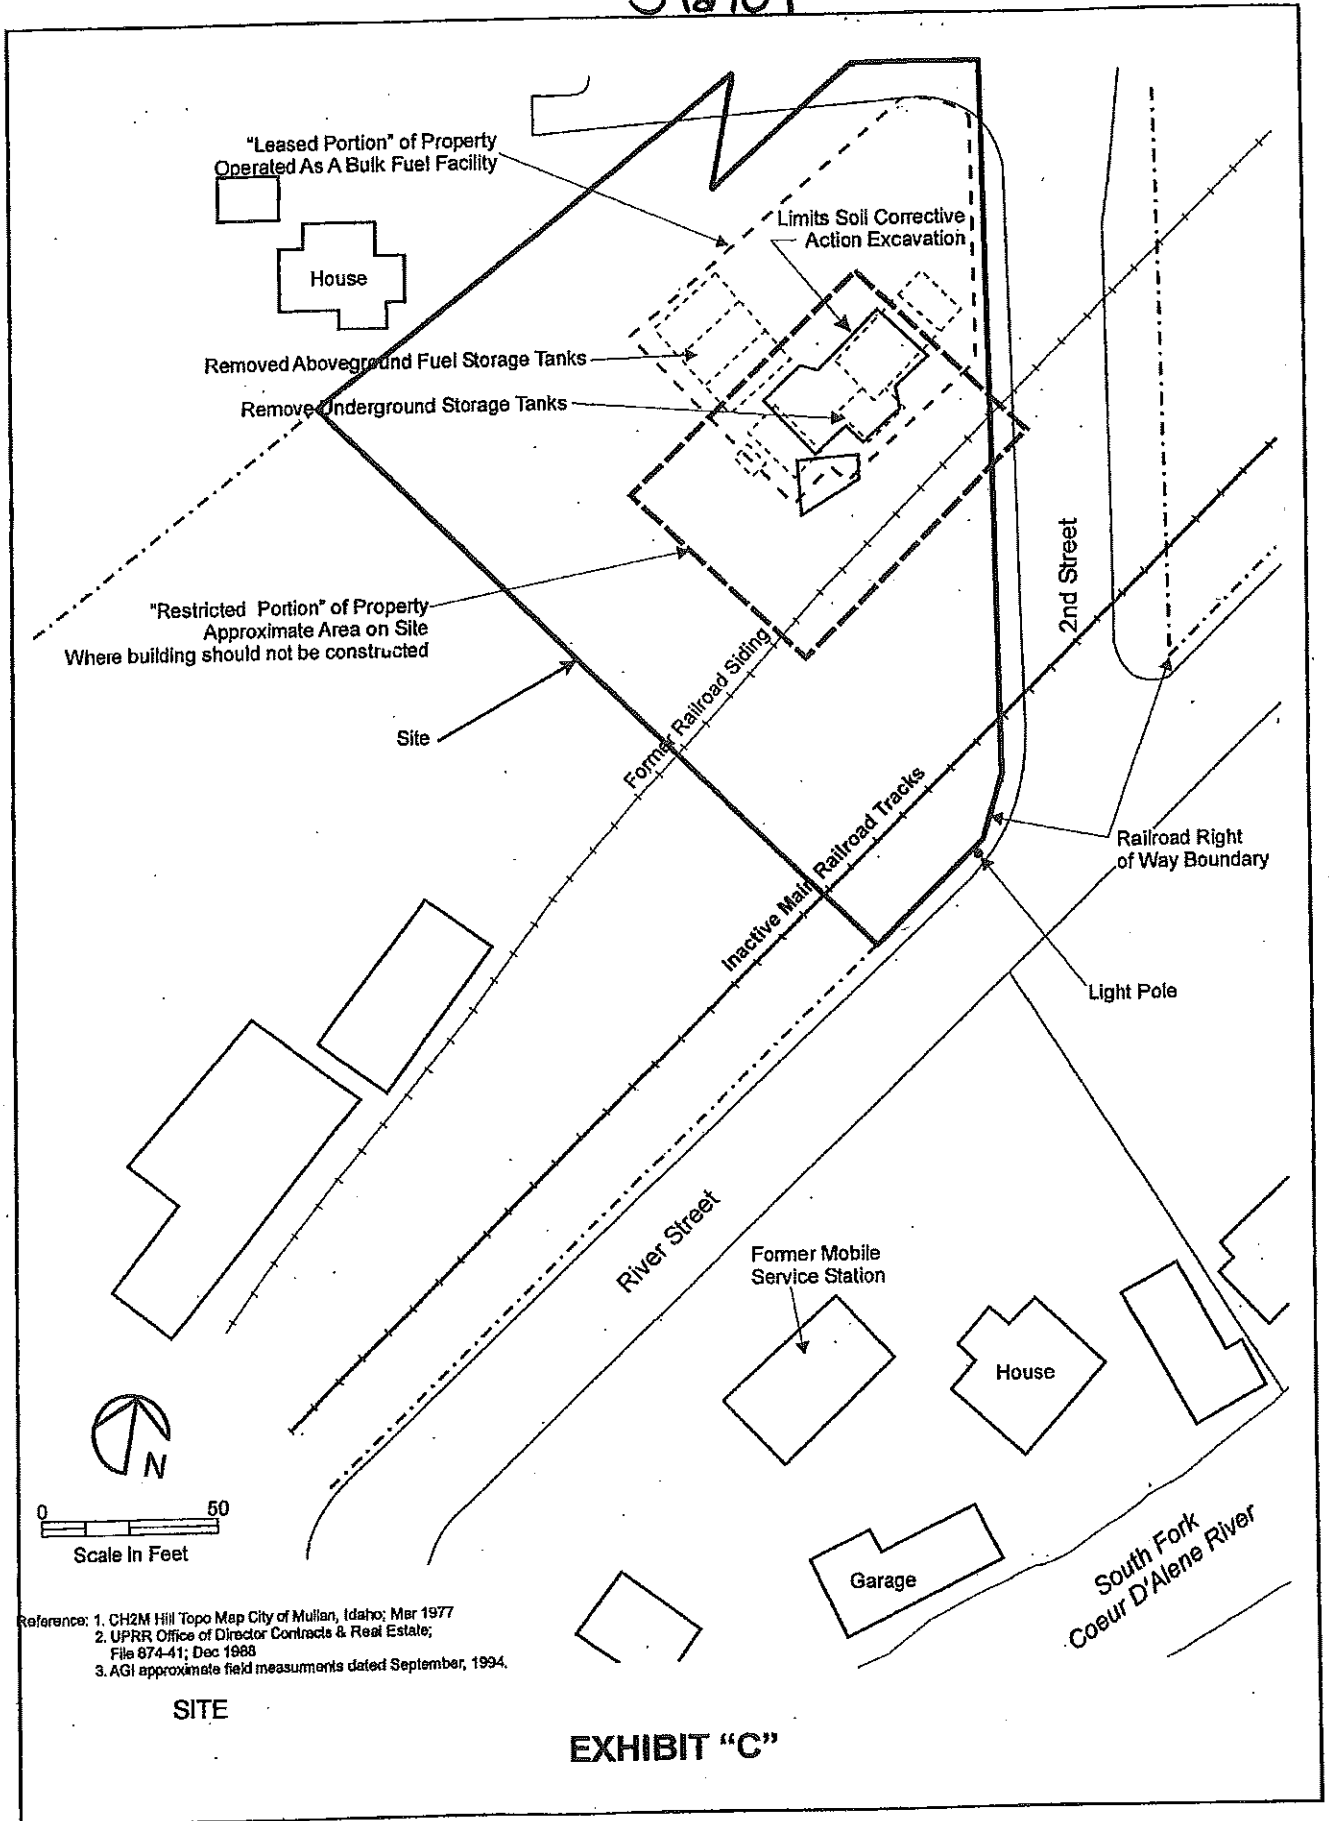 "Leased Portion" of Property
Operated As A Bulk Fuel Facility
Limits Soil Corrective
Action Excavation
House
Removed Aboveground Fuel Storage Tanks
Remove Underground Storage Tanks
2nd Street
"Restricted Portion" of Property
Approximate Area on Site
Where building should not be constructed
Former Railroad Siding
Site
Inactive Main Railroad Tracks
Railroad Right
of Way Boundary
Light Pole
River Street
Former Mobile
Service Station
House
N
0 50
Scale In Feet
Garage
South Fork
Coeur D'Alene River
Reference: 1. CH2M Hill Topo Map City of Mullan, Idaho; Mar 1977
2. UPRR Office of Director Contracts & Real Estate;
File 874-41; Dec 1988
3. AGI approximate field measurments dated September, 1994.
SITE
EXHIBIT "C"